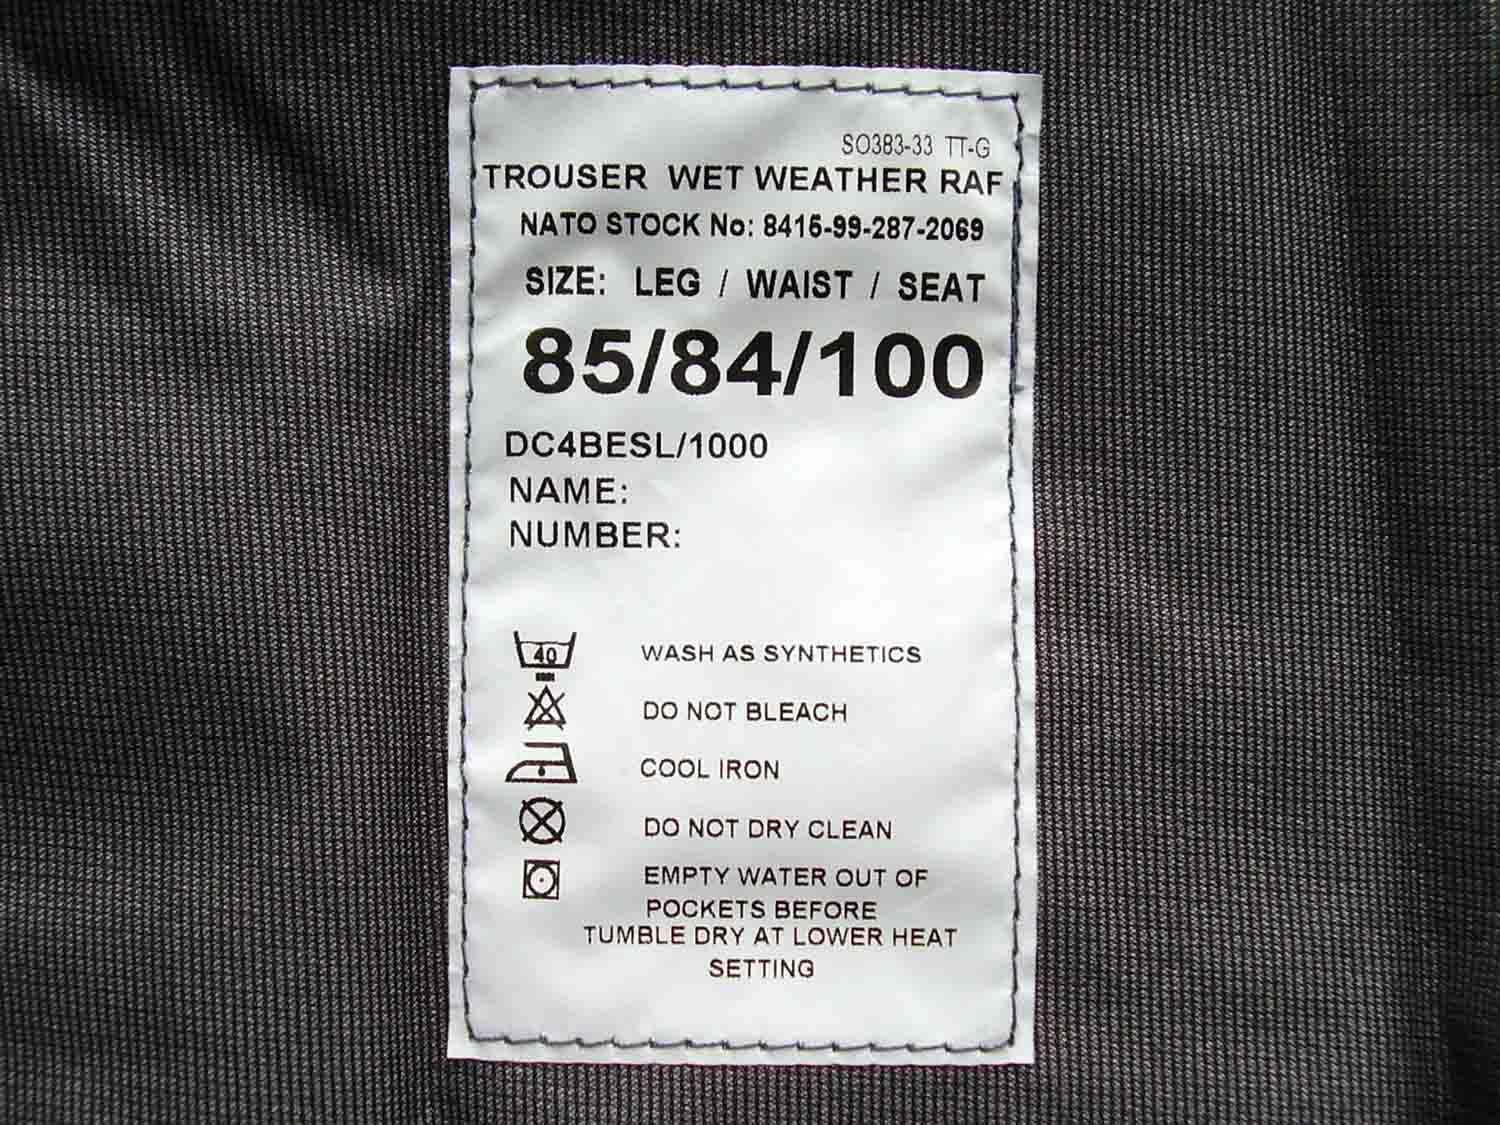 SO383-33 TT-G
TROUSER WET WEATHER RAF
NATO STOCK No: 8415-99-287-2069
SIZE: LEG / WAIST / SEAT
85/84/100
DC4BESL/1000
NAME:
NUMBER:
40 WASH AS SYNTHETICS
DO NOT BLEACH
COOL IRON
DO NOT DRY CLEAN
EMPTY WATER OUT OF
POCKETS BEFORE
TUMBLE DRY AT LOWER HEAT
SETTING